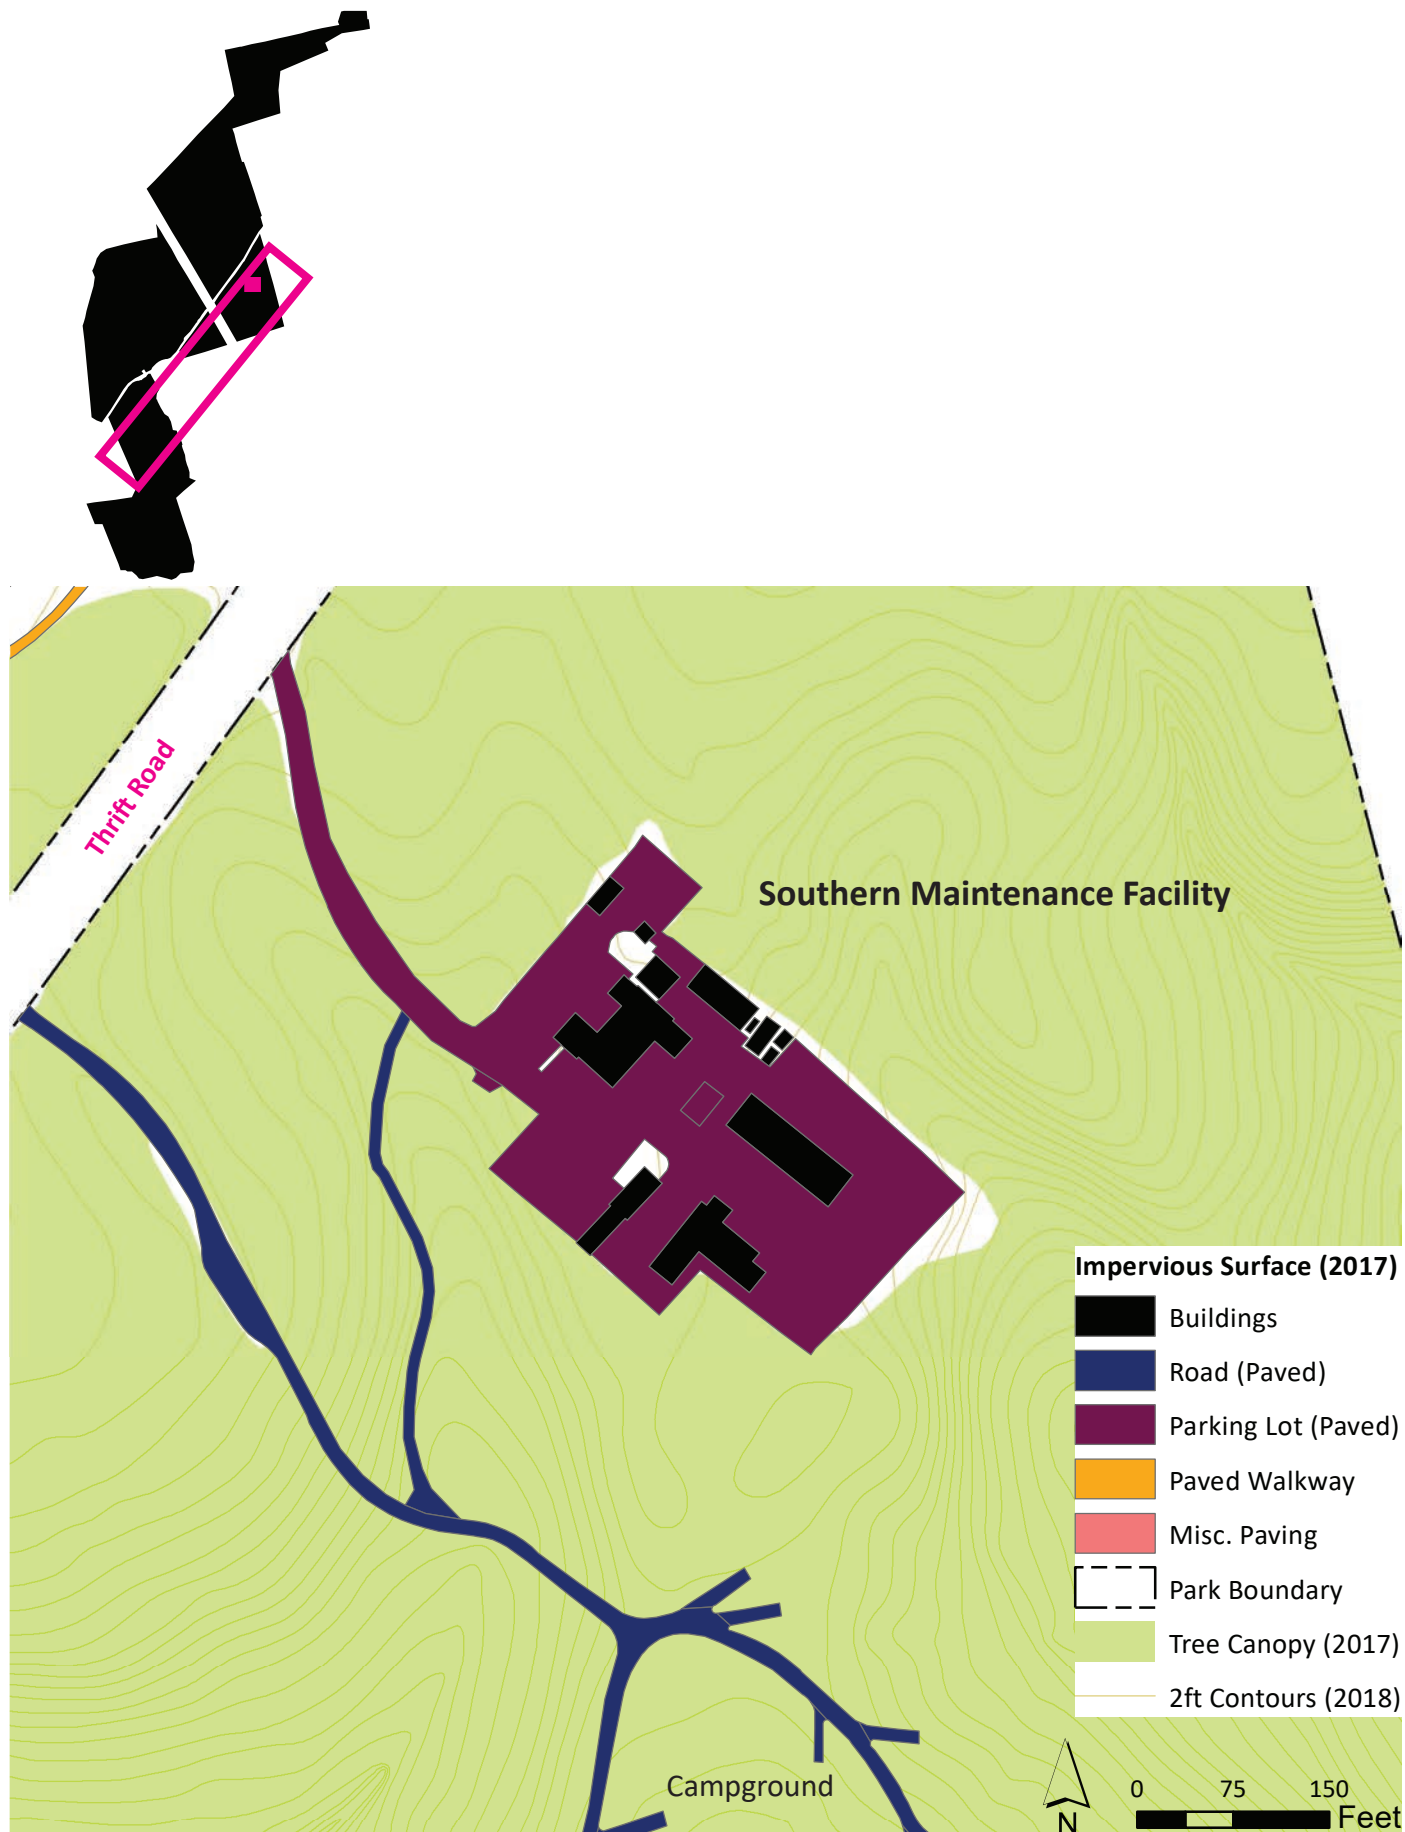 Thrift Road
Southern Maintenance Facility
Impervious Surface (2017)
Buildings
Road (Paved)
Parking Lot (Paved)
Paved Walkway
Misc. Paving
Park Boundary
Tree Canopy (2017)
2ft Contours (2018)
Campground
N
0 75 150
Feet